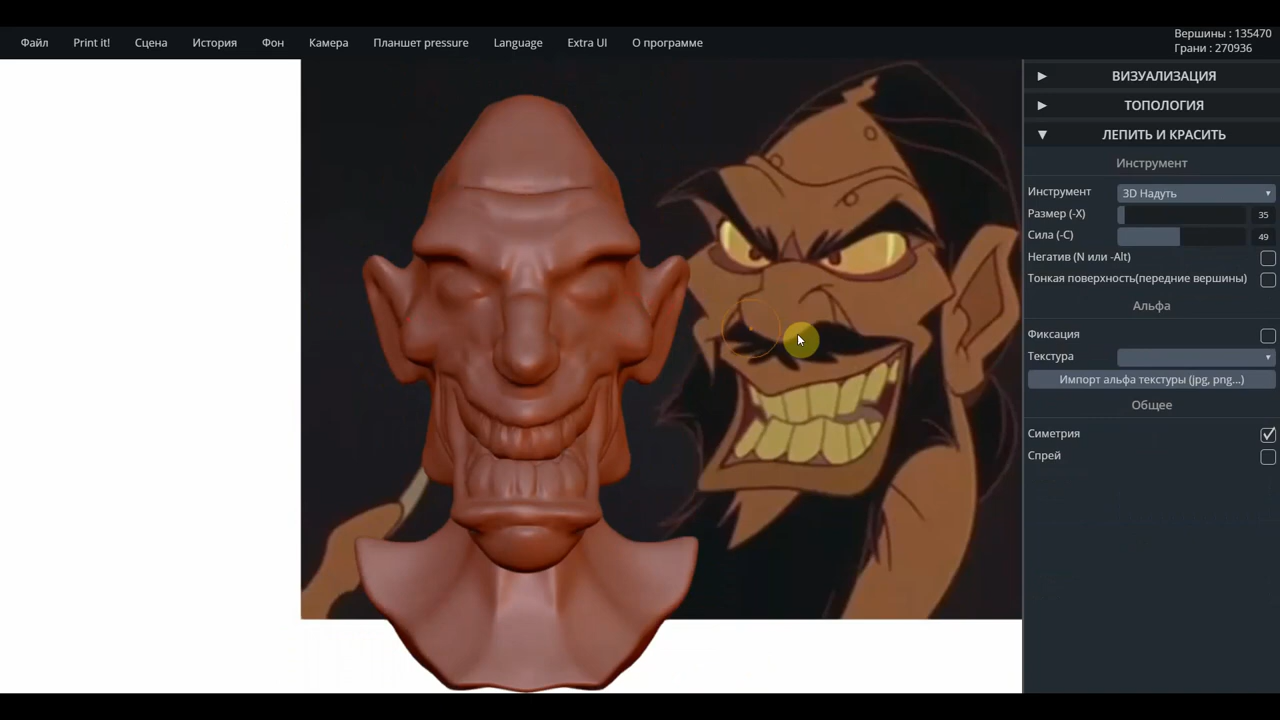 Файл Print it! Сцена История Фон Камера Планшет pressure Language Extra UI О программе
Вершины : 135470
Грани : 270936
ВИЗУАЛИЗАЦИЯ
ТОПОЛОГИЯ
ЛЕПИТЬ И КРАСИТЬ
Инструмент
Инструмент 3D Надуть
Размер (-X) 35
Сила (-C) 49
Негатив (N или -Alt)
Тонкая поверхность(передние вершины)
Альфа
Фиксация
Текстура
Импорт альфа текстуры (jpg, png...)
Общее
Симетрия
Спрей